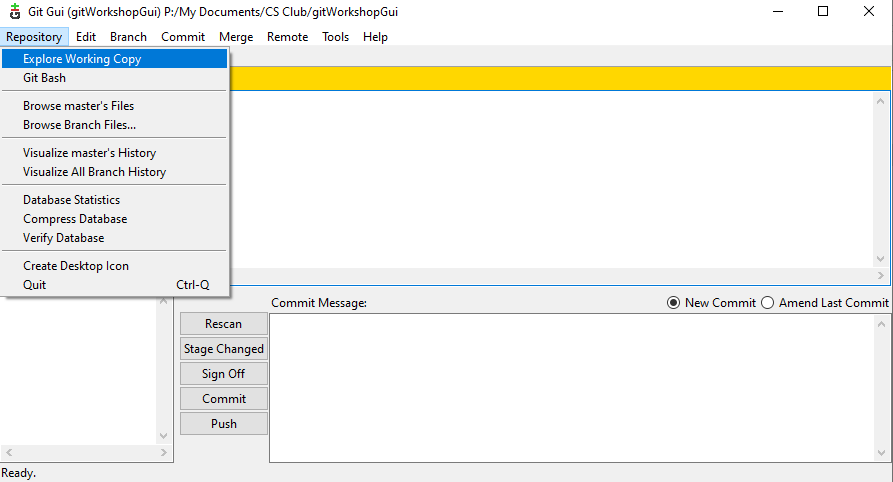 Git Gui (gitWorkshopGui) P:/My Documents/CS Club/gitWorkshopGui
Repository Edit Branch Commit Merge Remote Tools Help
Explore Working Copy
Git Bash
Browse master's Files
Browse Branch Files...
Visualize master's History
Visualize All Branch History
Database Statistics
Compress Database
Verify Database
Create Desktop Icon
Quit Ctrl-Q
Commit Message: New Commit Amend Last Commit
Rescan
Stage Changed
Sign Off
Commit
Push
Ready.